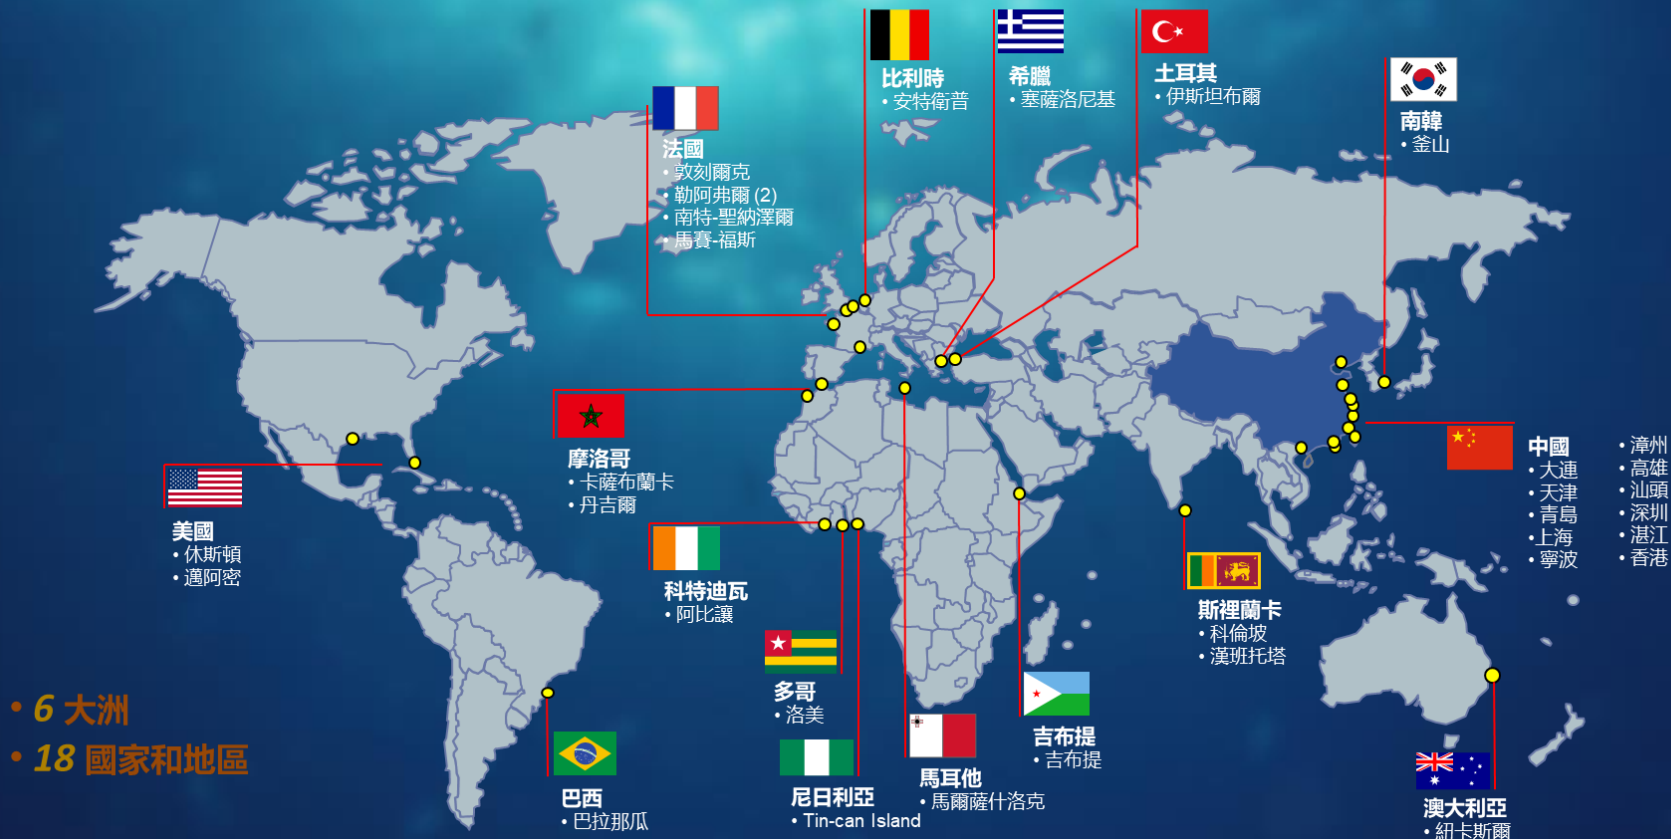 比利時
• 安特衛普
希臘
• 塞薩洛尼基
土耳其
• 伊斯坦布爾
南韓
• 釜山
法國
• 敦刻爾克
• 勒阿弗爾 (2)
• 南特-聖納澤爾
• 馬賽-福斯
摩洛哥
• 卡薩布蘭卡
• 丹吉爾
中國
• 大連
• 天津
• 青島
•上海
• 寧波
• 漳州
• 高雄
• 汕頭
• 深圳
• 湛江
• 香港
美國
• 休斯頓
• 邁阿密
科特迪瓦
• 阿比讓
斯裡蘭卡
• 科倫坡
• 漢班托塔
多哥
• 洛美
吉布提
• 吉布提
• 6 大洲
• 18 國家和地區
巴西
• 巴拉那瓜
尼日利亞
• Tin-can Island
馬耳他
• 馬爾薩什洛克
澳大利亞
• 紐卡斯爾